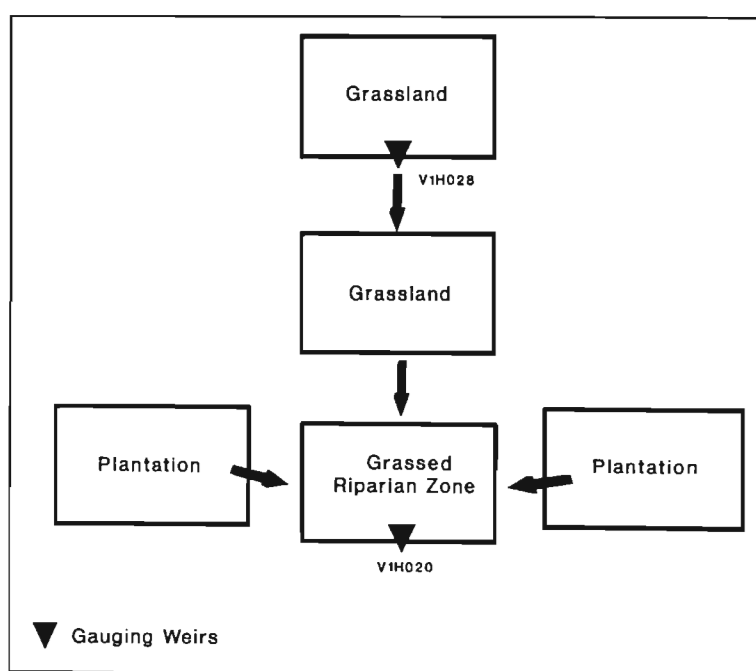 Grassland
V1H028
Grassland
Plantation
Grassed
Riparian Zone
Plantation
V1H020
Gauging Weirs